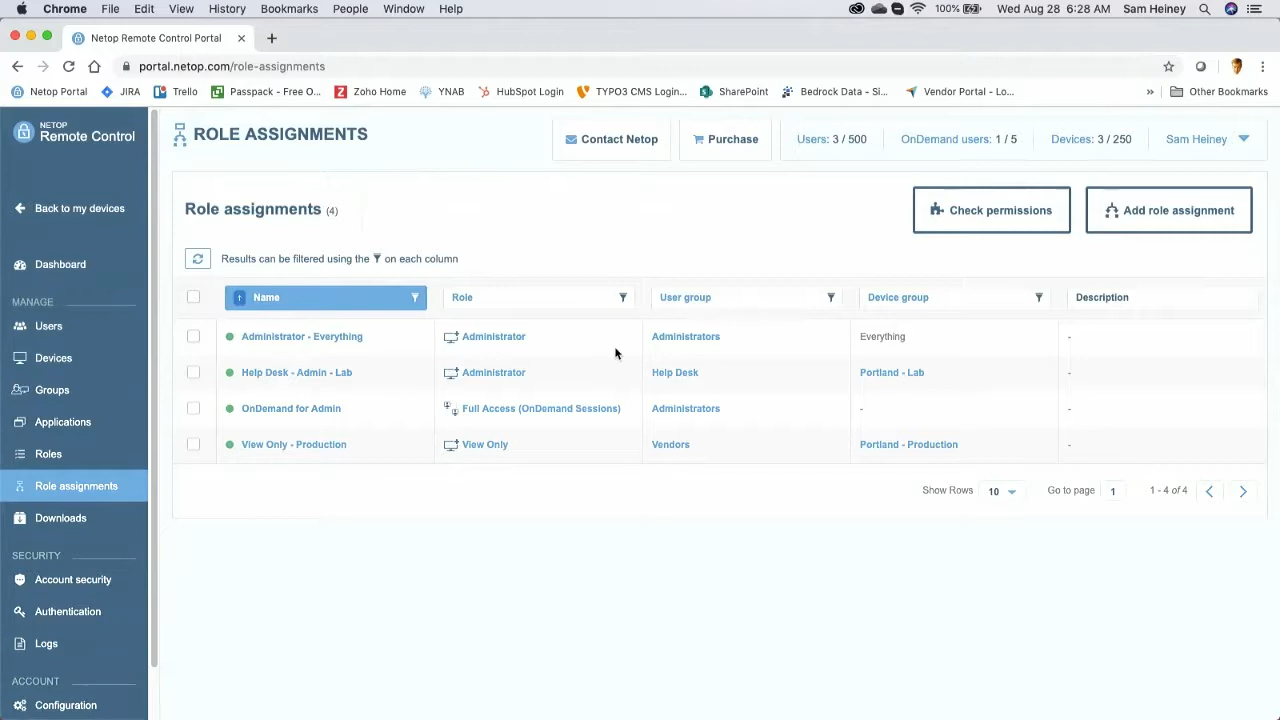 Chrome File Edit View History Bookmarks People Window Help 100% Wed Aug 28 6:28 AM Sam Heiney
Netop Remote Control Portal
portal.netop.com/role-assignments
Netop Portal JIRA Trello Passpack - Free O... Zoho Home YNAB HubSpot Login TYPO3 CMS Login... SharePoint Bedrock Data - Si... Vendor Portal - Lo... » Other Bookmarks
NETOP
Remote Control
Back to my devices
Dashboard
MANAGE
Users
Devices
Groups
Applications
Roles
Role assignments
Downloads
SECURITY
Account security
Authentication
Logs
ACCOUNT
Configuration
ROLE ASSIGNMENTS
Contact Netop Purchase Users: 3 / 500 OnDemand users: 1 / 5 Devices: 3 / 250 Sam Heiney
Role assignments (4)
Check permissions Add role assignment
Results can be filtered using the on each column
Name Role User group Device group Description
Administrator - Everything Administrator Administrators Everything -
Help Desk - Admin - Lab Administrator Help Desk Portland - Lab -
OnDemand for Admin Full Access (OnDemand Sessions) Administrators - -
View Only - Production View Only Vendors Portland - Production -
Show Rows 10 Go to page 1 1 - 4 of 4